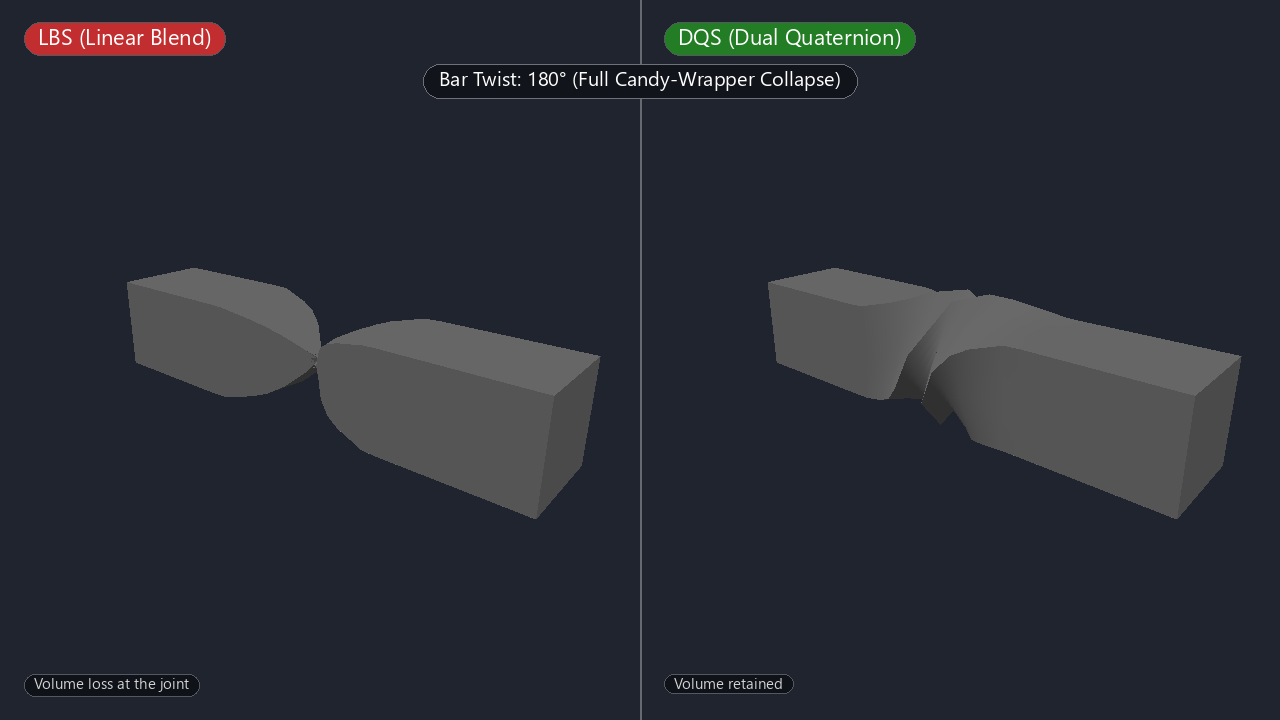 LBS (Linear Blend)
DQS (Dual Quaternion)
Bar Twist: 180° (Full Candy-Wrapper Collapse)
Volume loss at the joint
Volume retained